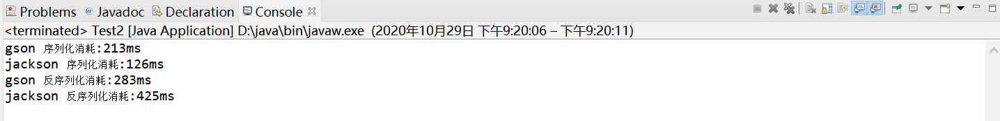 Problems @ Javadoc Declaration Console
<terminated> Test2 [Java Application] D:\java\bin\javaw.exe (2020年10月29日 下午9:20:06 – 下午9:20:11)
gson 序列化消耗:213ms
jackson 序列化消耗:126ms
gson 反序列化消耗:283ms
jackson 反序列化消耗:425ms